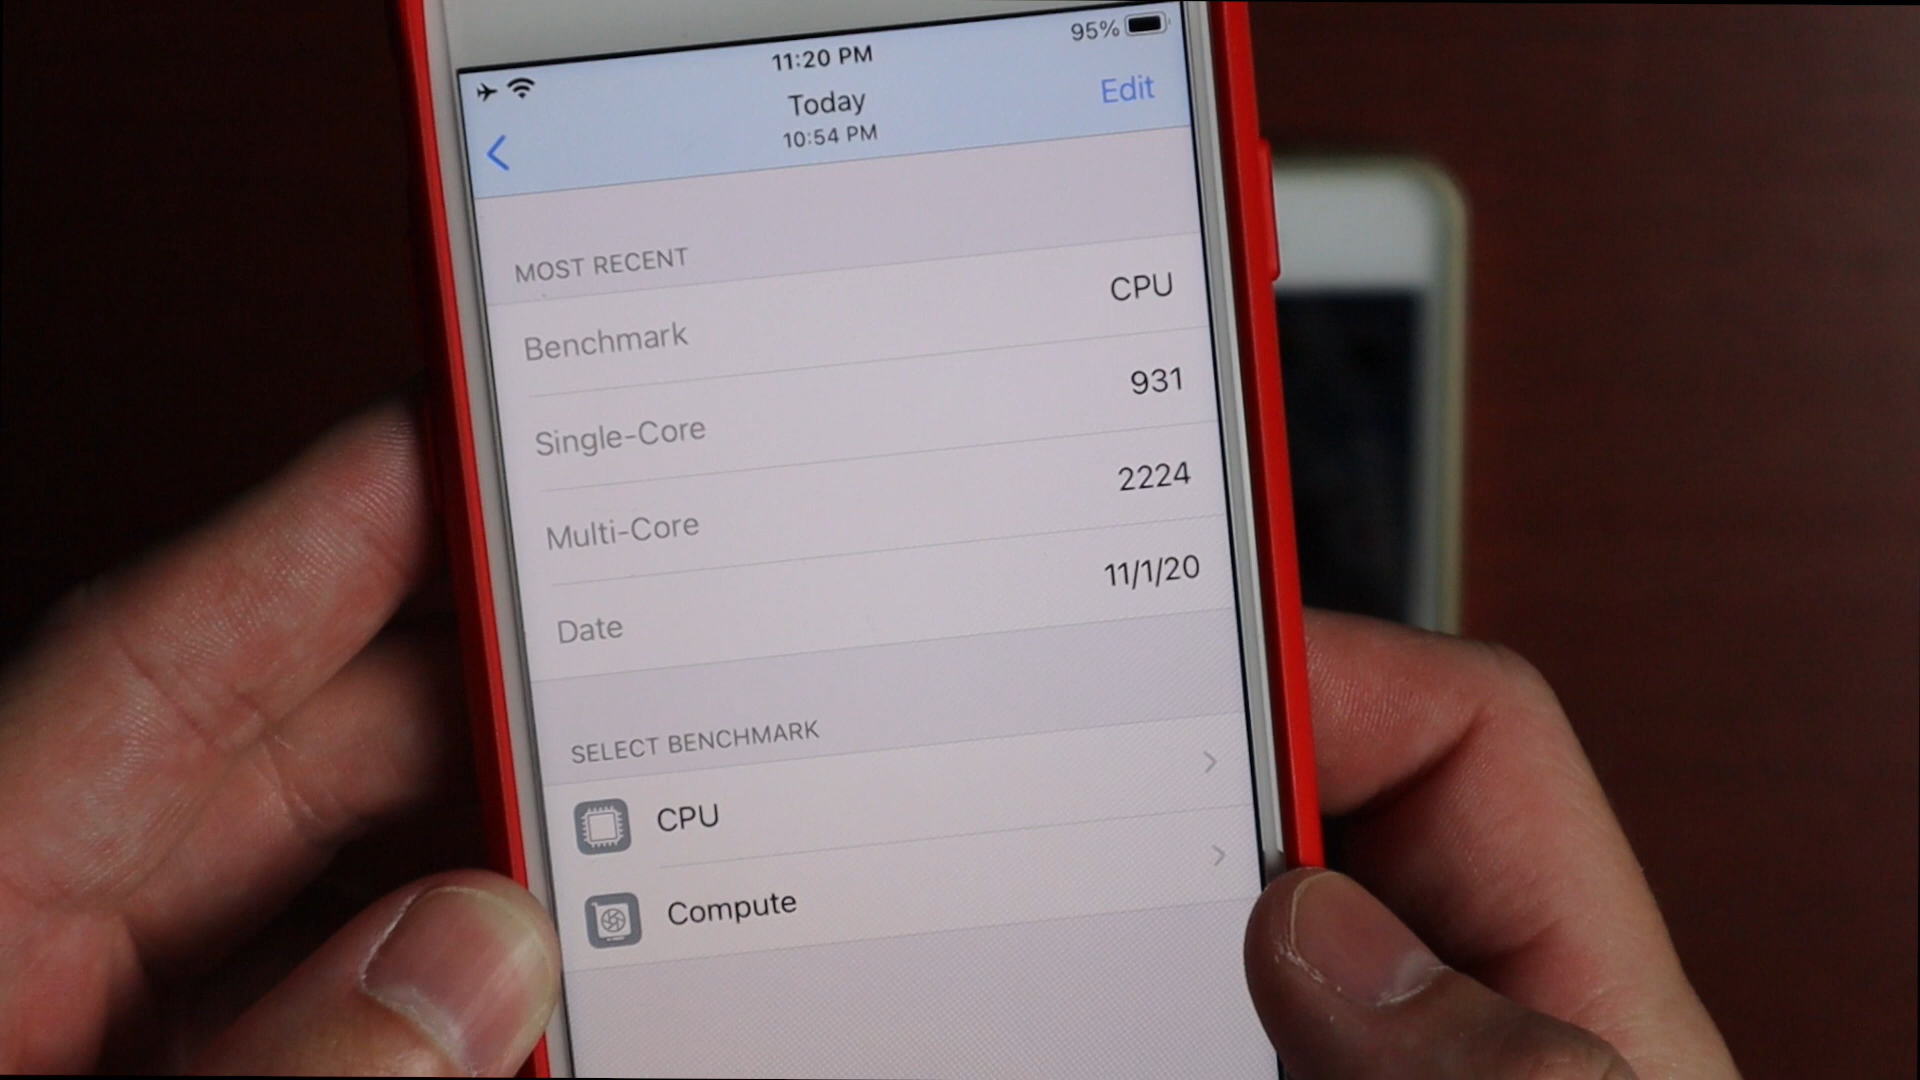 11:20 PM
95%
Today
10:54 PM
Edit
MOST RECENT
Benchmark
CPU
Single-Core
931
Multi-Core
2224
Date
11/1/20
SELECT BENCHMARK
CPU
Compute